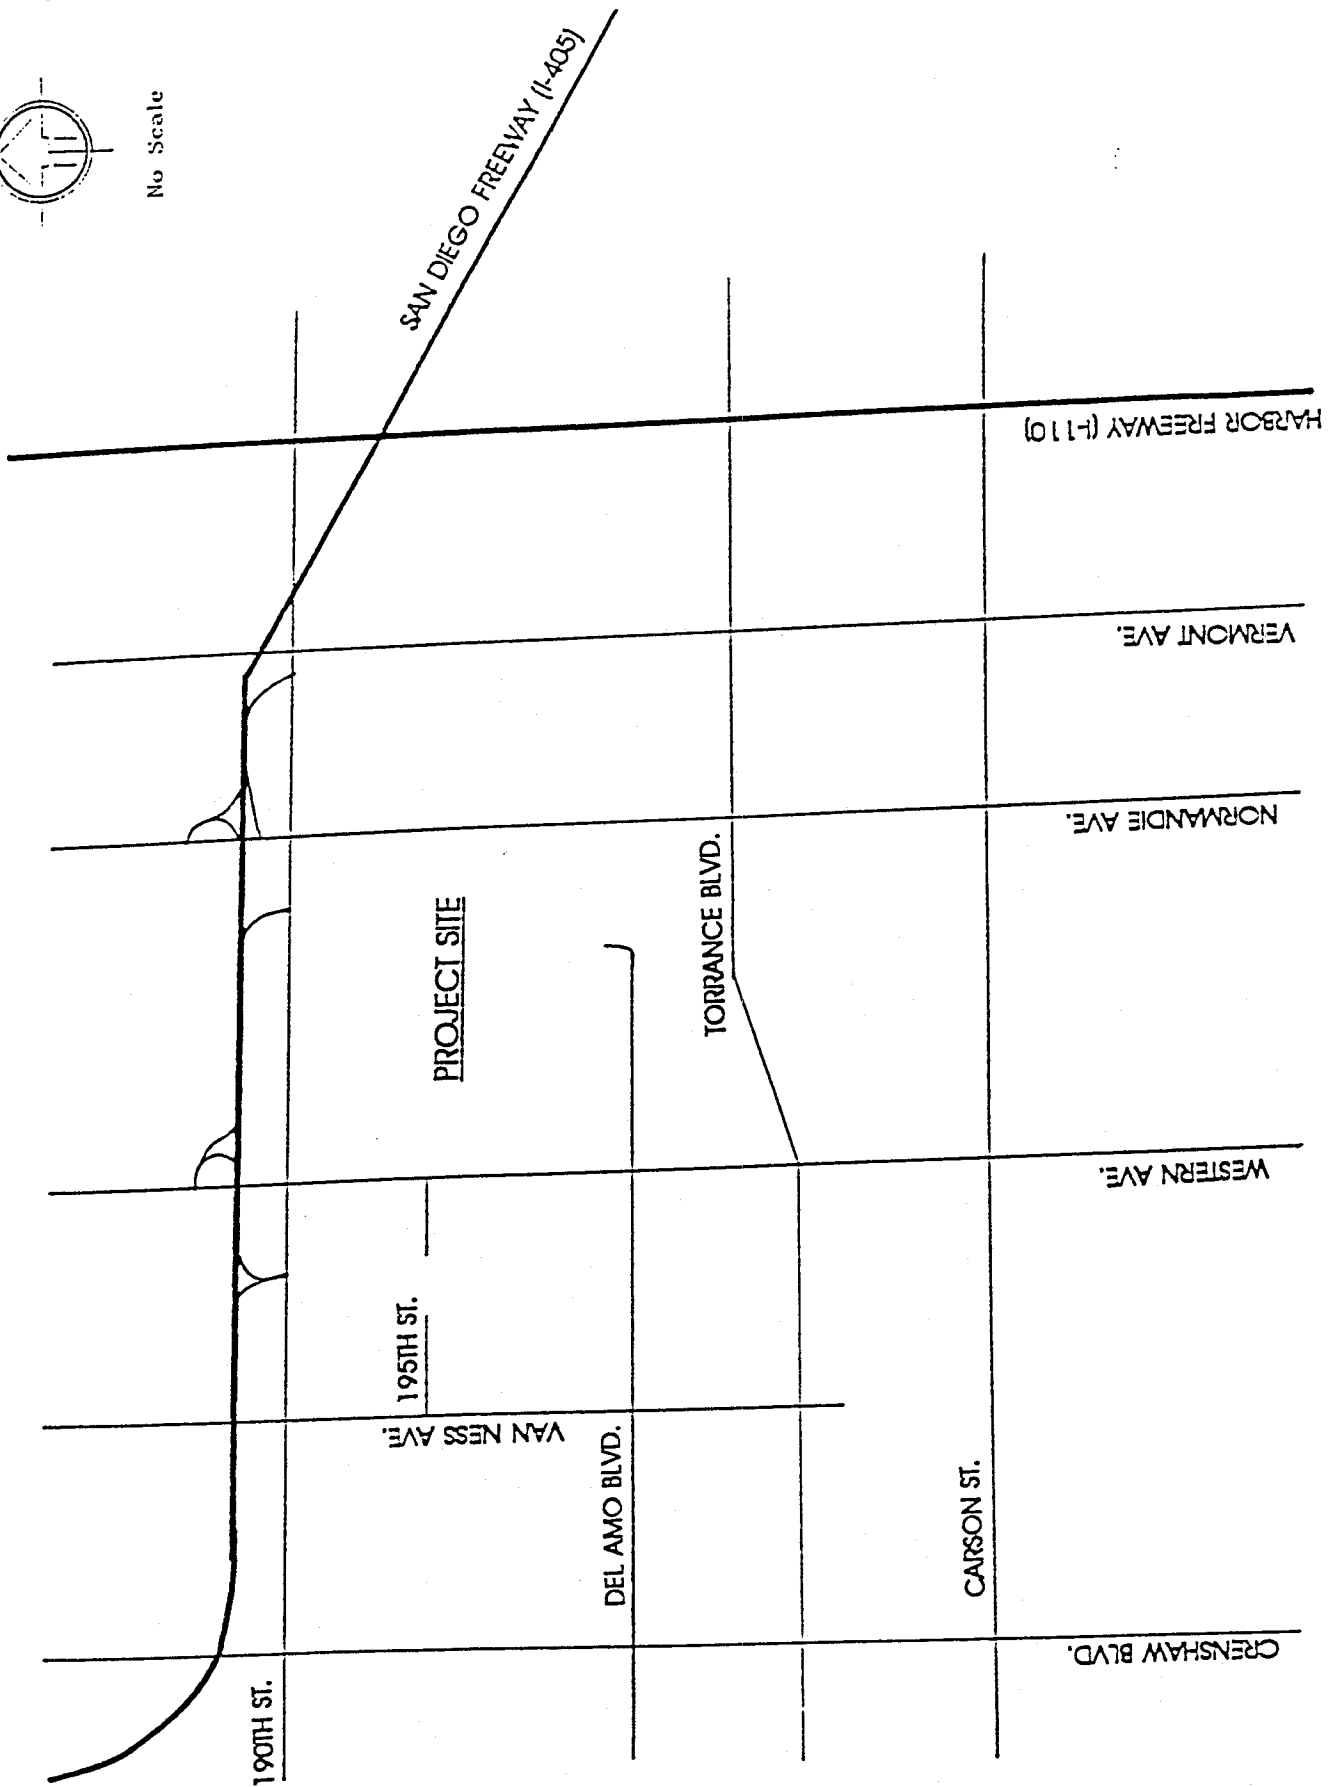 No Scale
SAN DIEGO FREEWAY (I-405)
HARBOR FREEWAY (I-110)
VERMONT AVE.
NORMANDIE AVE.
TORRANCE BLVD.
PROJECT SITE
WESTERN AVE.
195TH ST.
VAN NESS AVE.
DEL AMO BLVD.
CARSON ST.
CRENSHAW BLVD.
190TH ST.